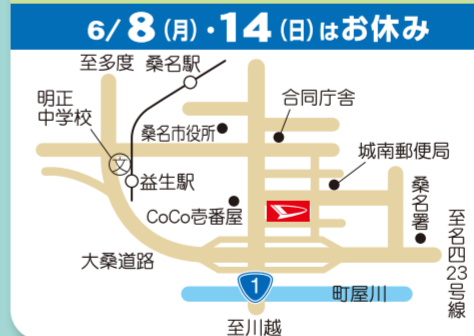 6/8(月)・14(日)はお休み
至多度
桑名駅
明正
中学校
合同庁舎
桑名市役所
城南郵便局
文
益生駅
桑名署
CoCo壱番屋
至名四23号線
大桑道路
1
町屋川
至川越